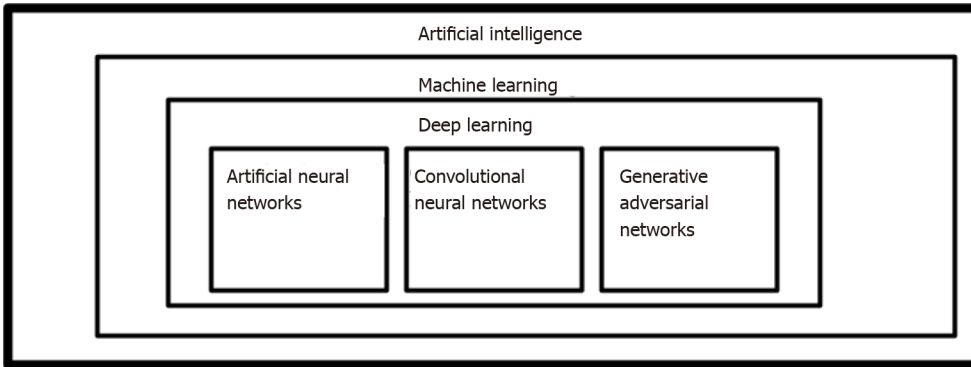 Artificial intelligence
Machine learning
Deep learning
Artificial neural
networks
Convolutional
neural networks
Generative
adversarial
networks